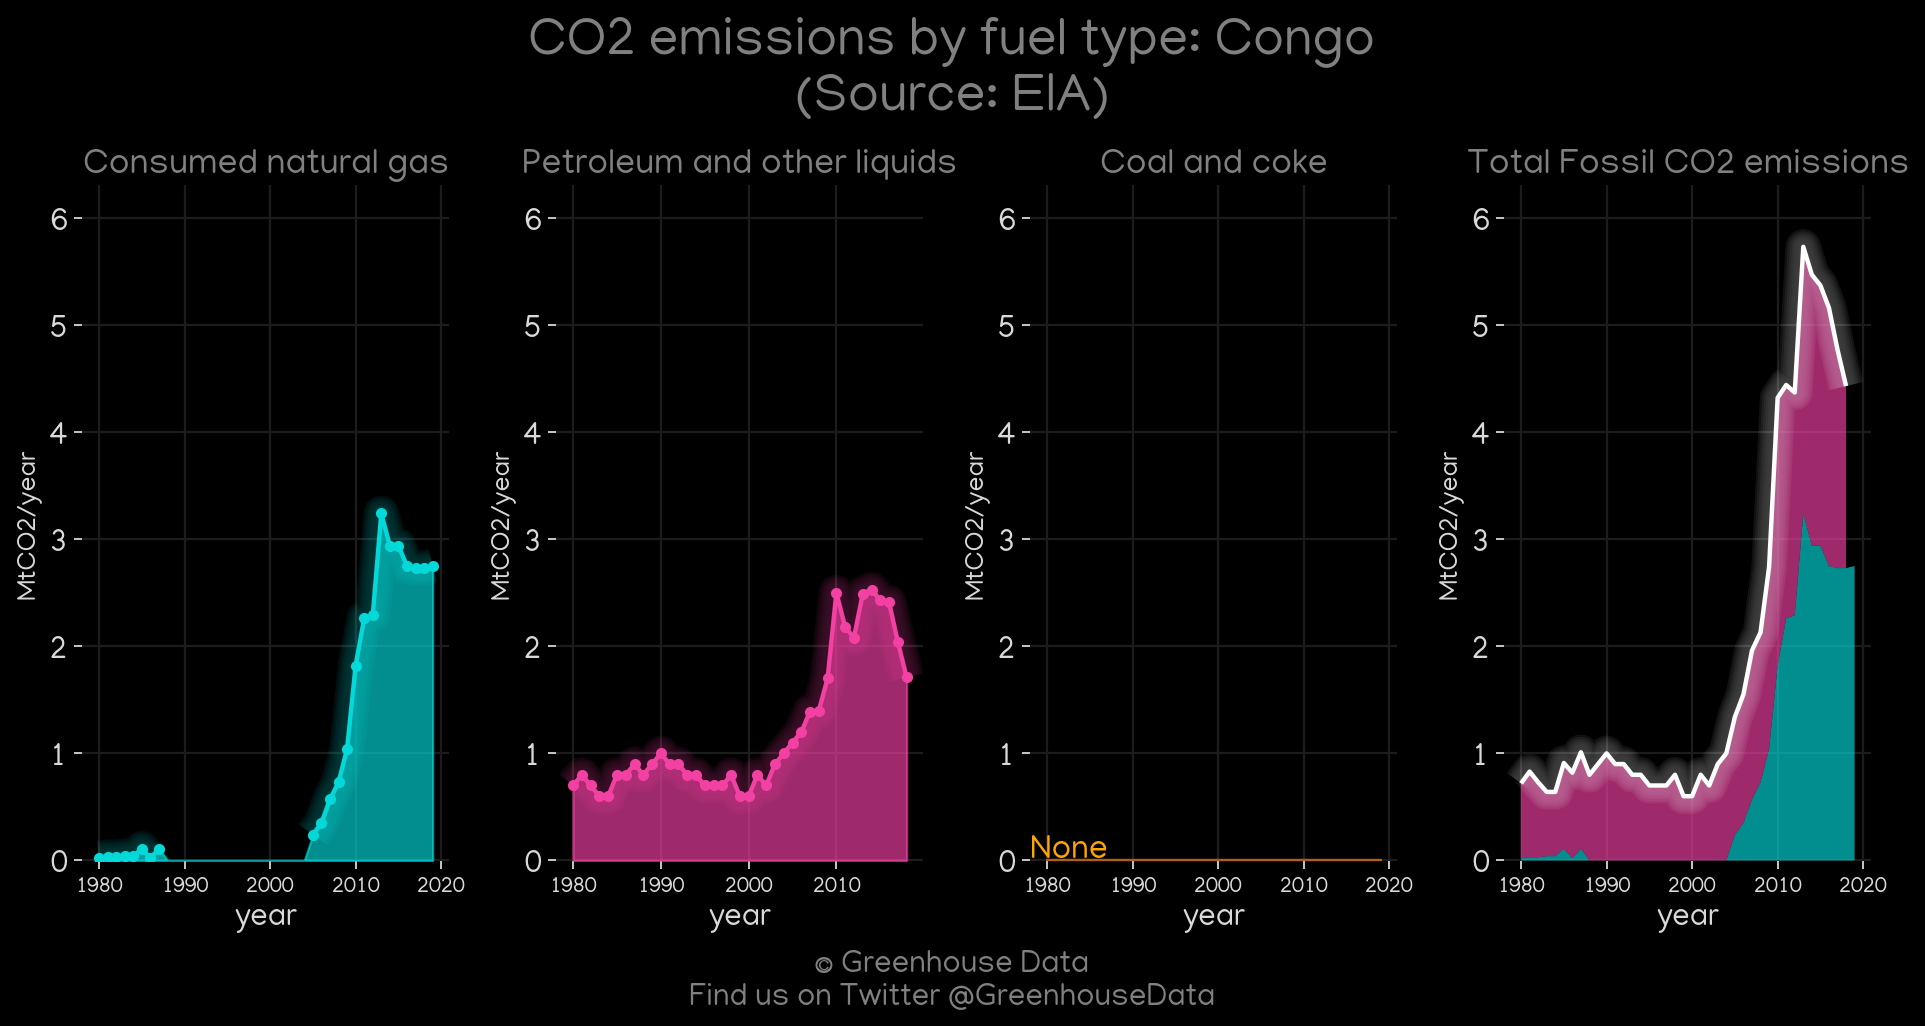 CO2 emissions by fuel type: Congo
(Source: EIA)
Consumed natural gas
6
5
4
3
2
1
0
MtCO2/year
1980 1990 2000 2010 2020
year
Petroleum and other liquids
6
5
4
3
2
1
0
MtCO2/year
1980 1990 2000 2010
year
Coal and coke
6
5
4
3
2
1
0
MtCO2/year
None
1980 1990 2000 2010 2020
year
Total Fossil CO2 emissions
6
5
4
3
2
1
0
MtCO2/year
1980 1990 2000 2010 2020
year
© Greenhouse Data
Find us on Twitter @GreenhouseData